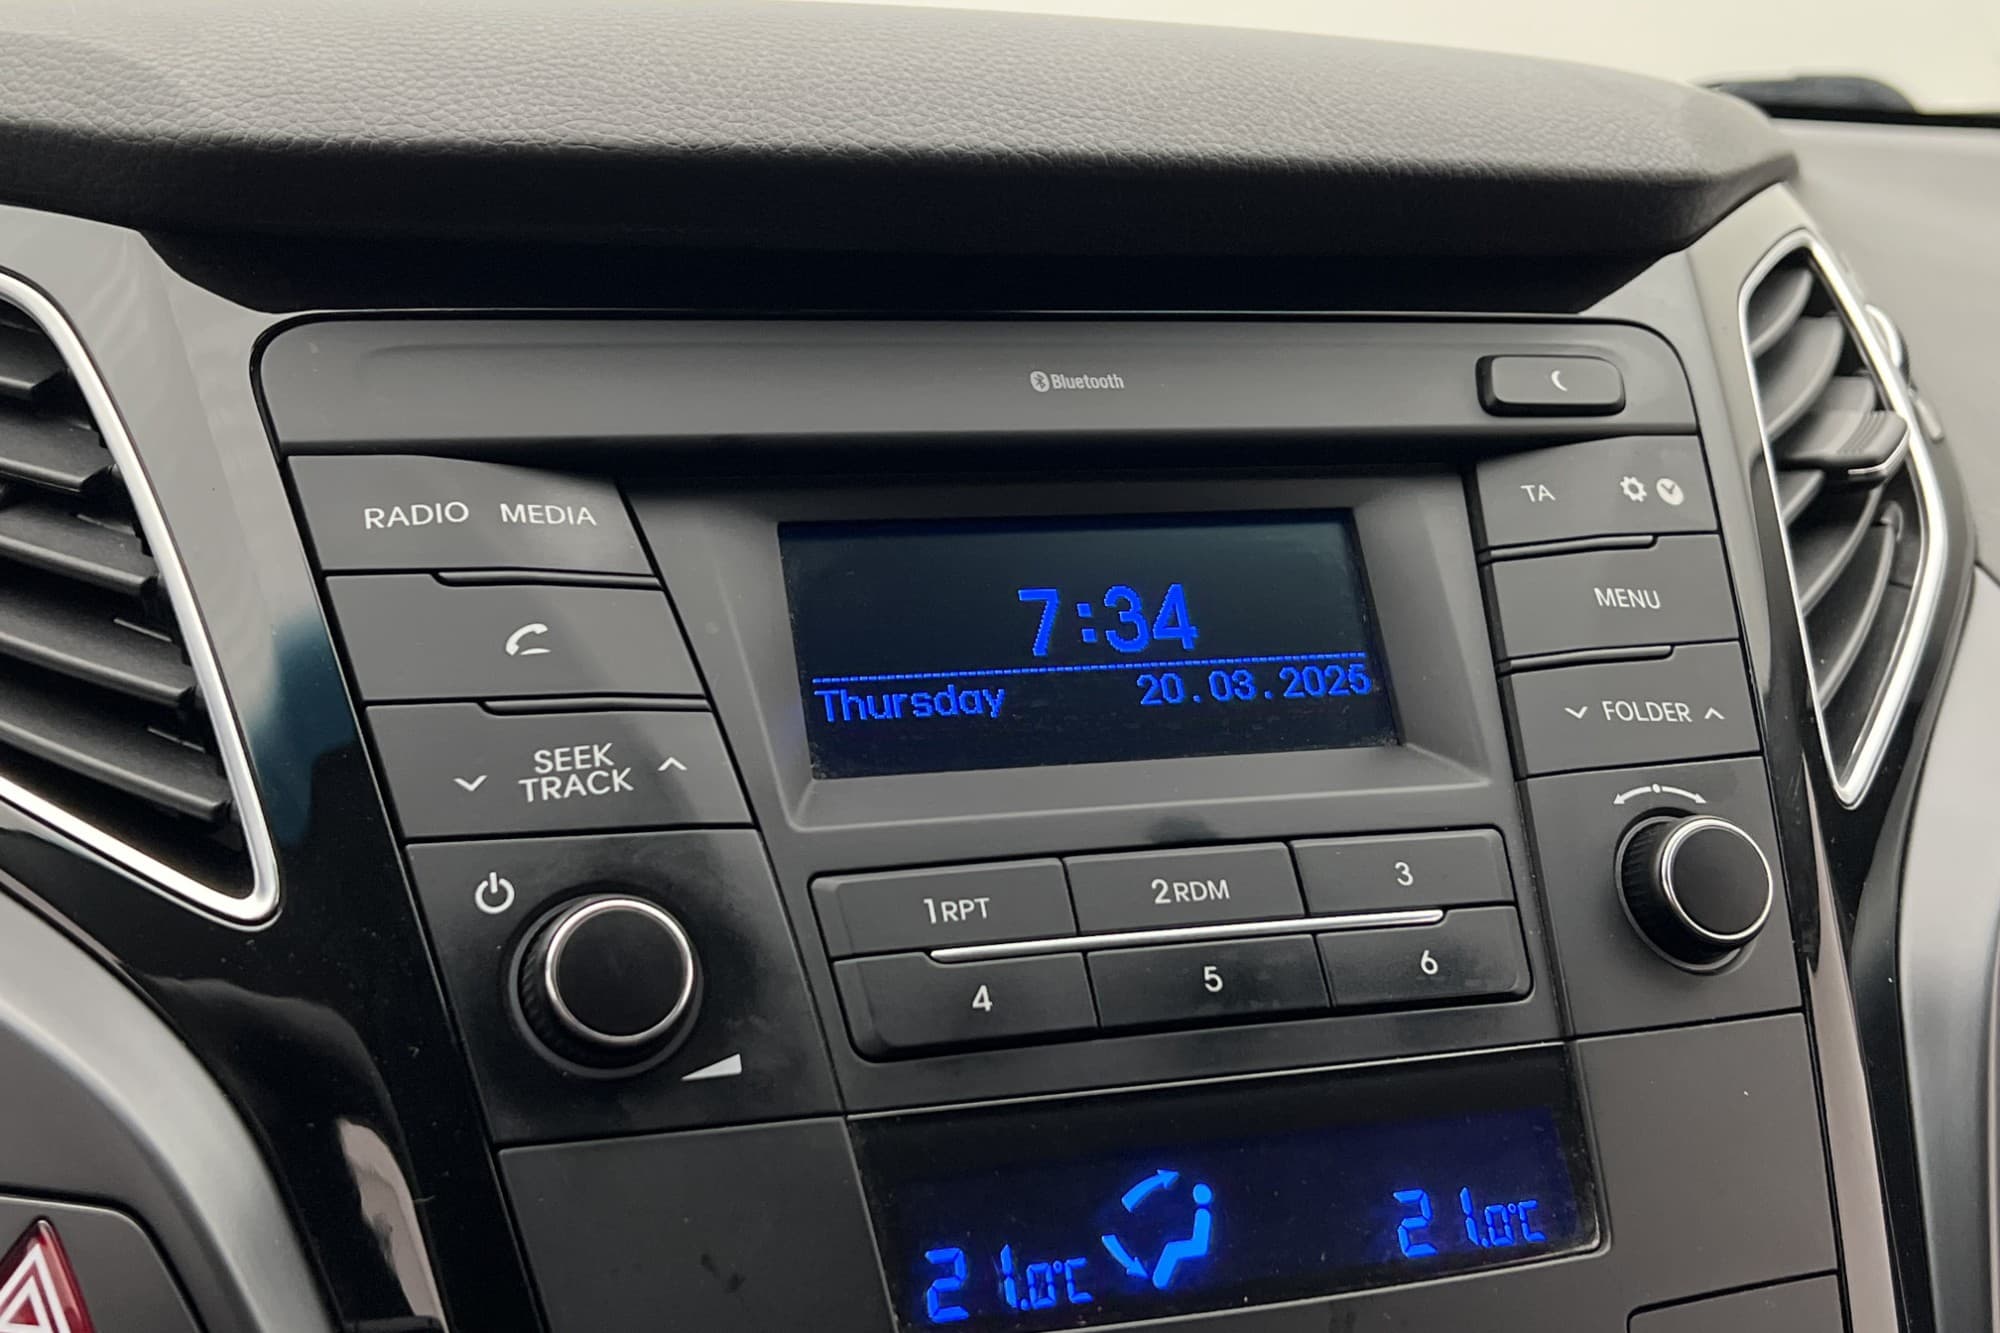 Bluetooth
RADIO MEDIA
TA
7:34
MENU
Thursday 20.03.2025
FOLDER
SEEK
TRACK
1RPT 2RDM 3
4 5 6
21.0°C 21.0°C